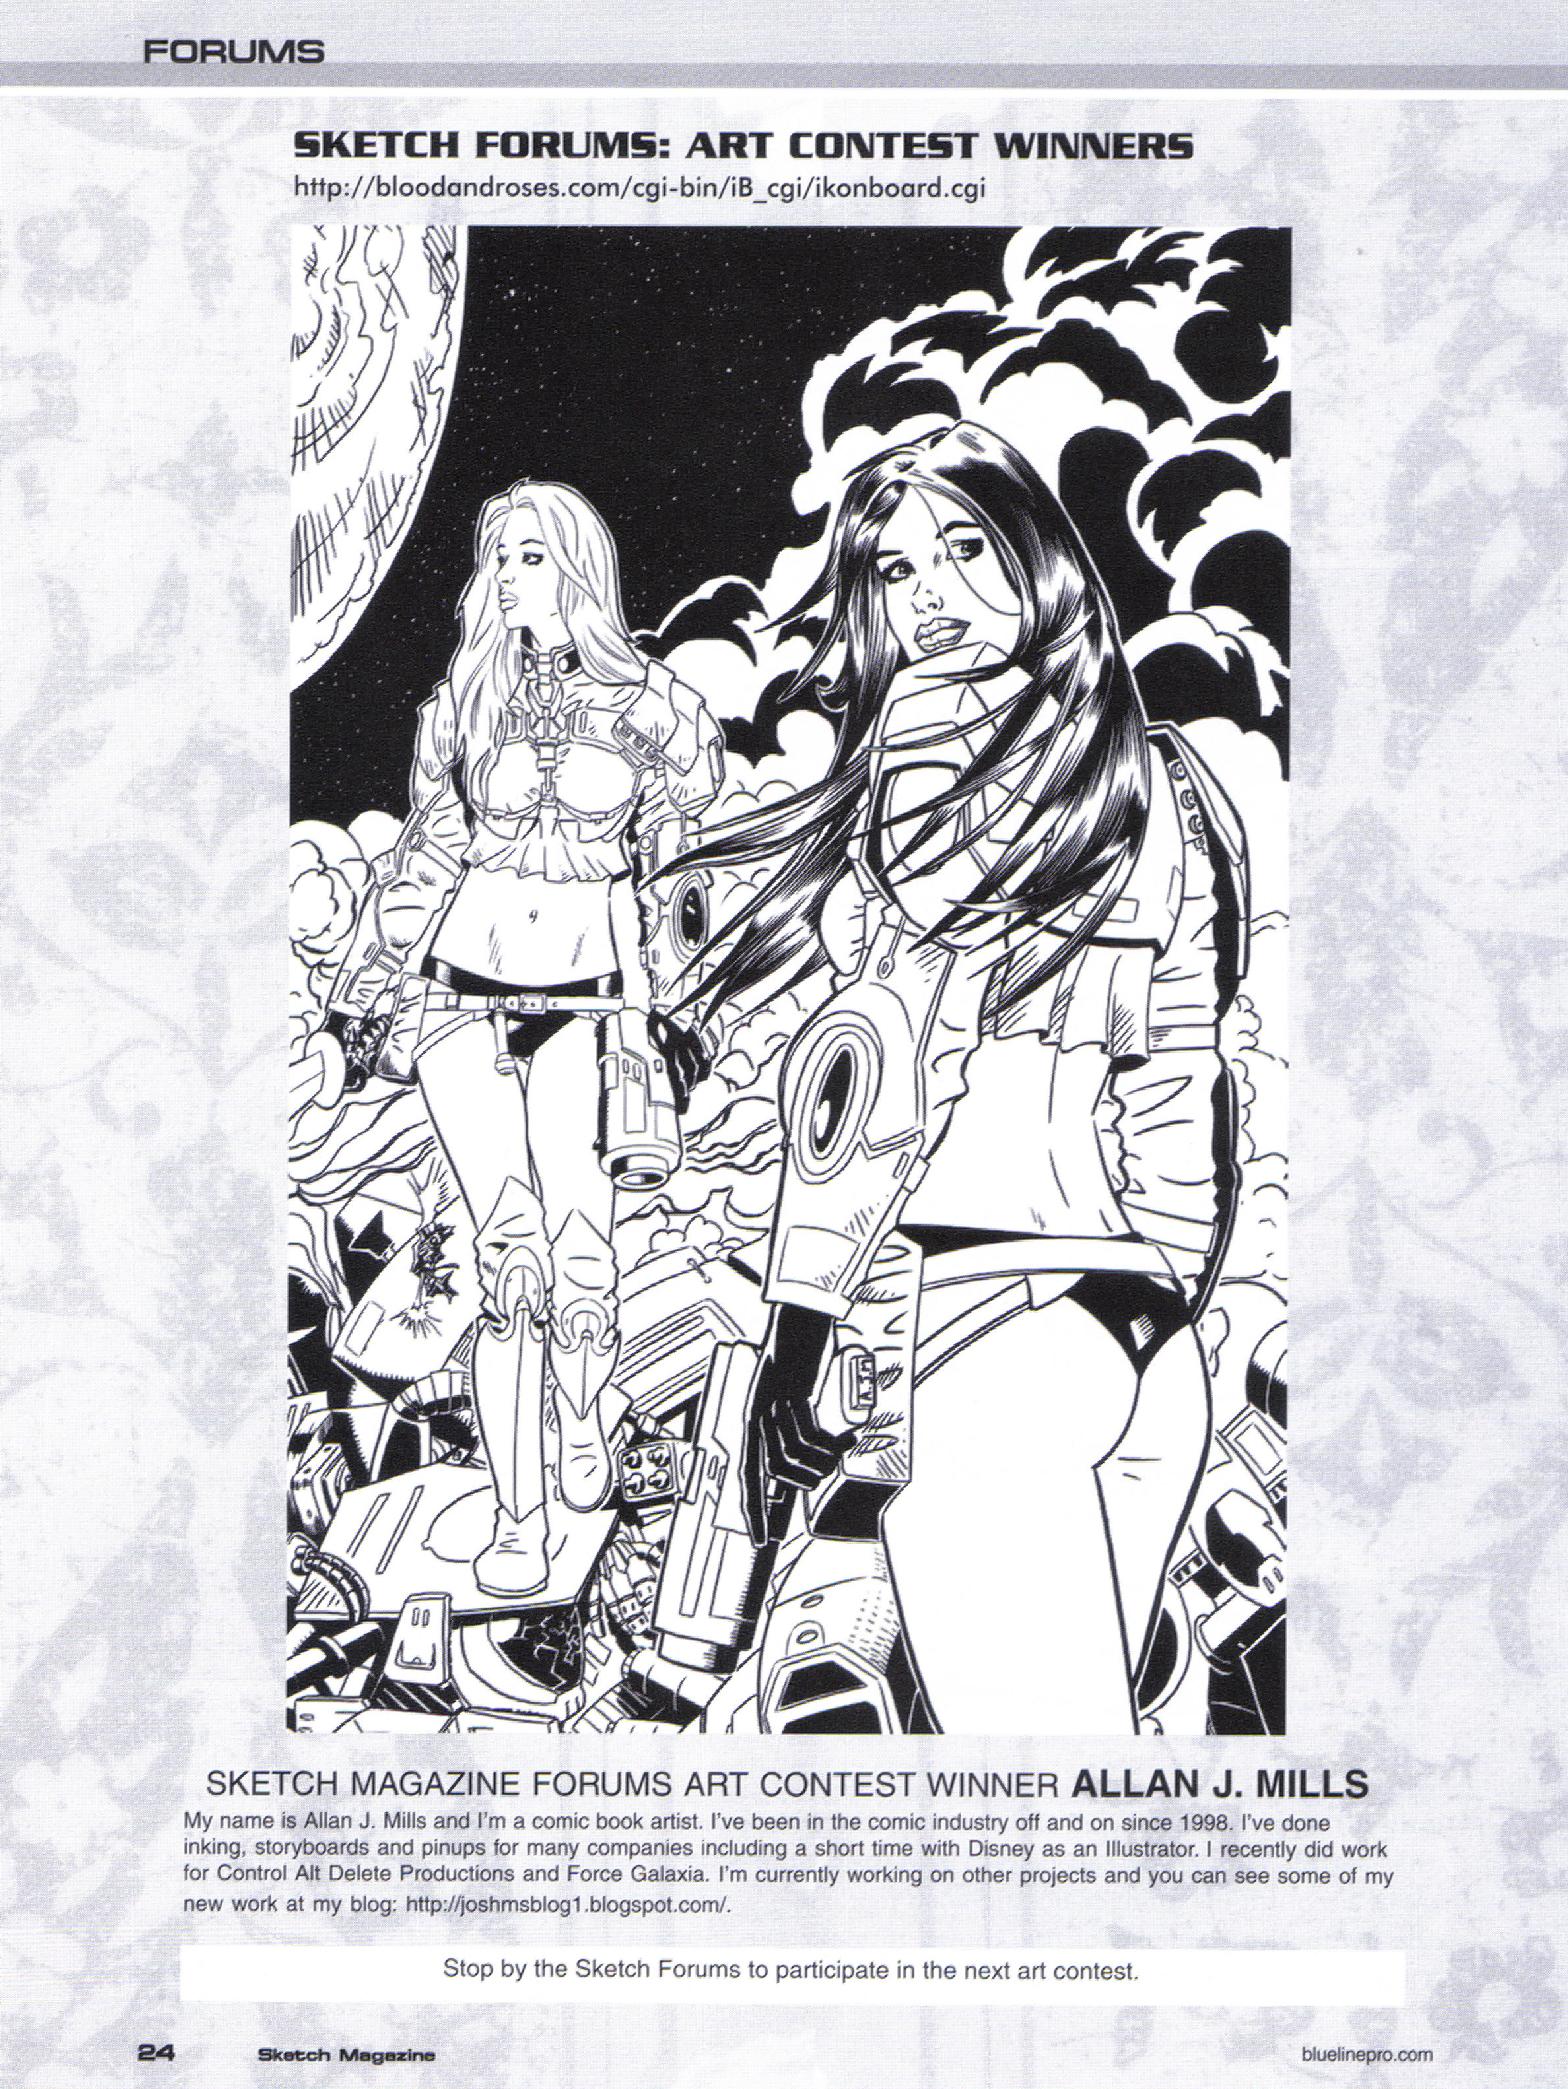 FORUMS
SKETCH FORUMS: ART CONTEST WINNERS
http://bloodandroses.com/cgi-bin/iB_cgi/ikonboard.cgi
SKETCH MAGAZINE FORUMS ART CONTEST WINNER ALLAN J. MILLS
My name is Allan J. Mills and I'm a comic book artist. I've been in the comic industry off and on since 1998. I've done
inking, storyboards and pinups for many companies including a short time with Disney as an Illustrator. I recently did work
for Control Alt Delete Productions and Force Galaxia. I'm currently working on other projects and you can see some of my
new work at my blog: http://joshmsblog1.blogspot.com/.
Stop by the Sketch Forums to participate in the next art contest.
24 Sketch Magazine bluelinepro.com